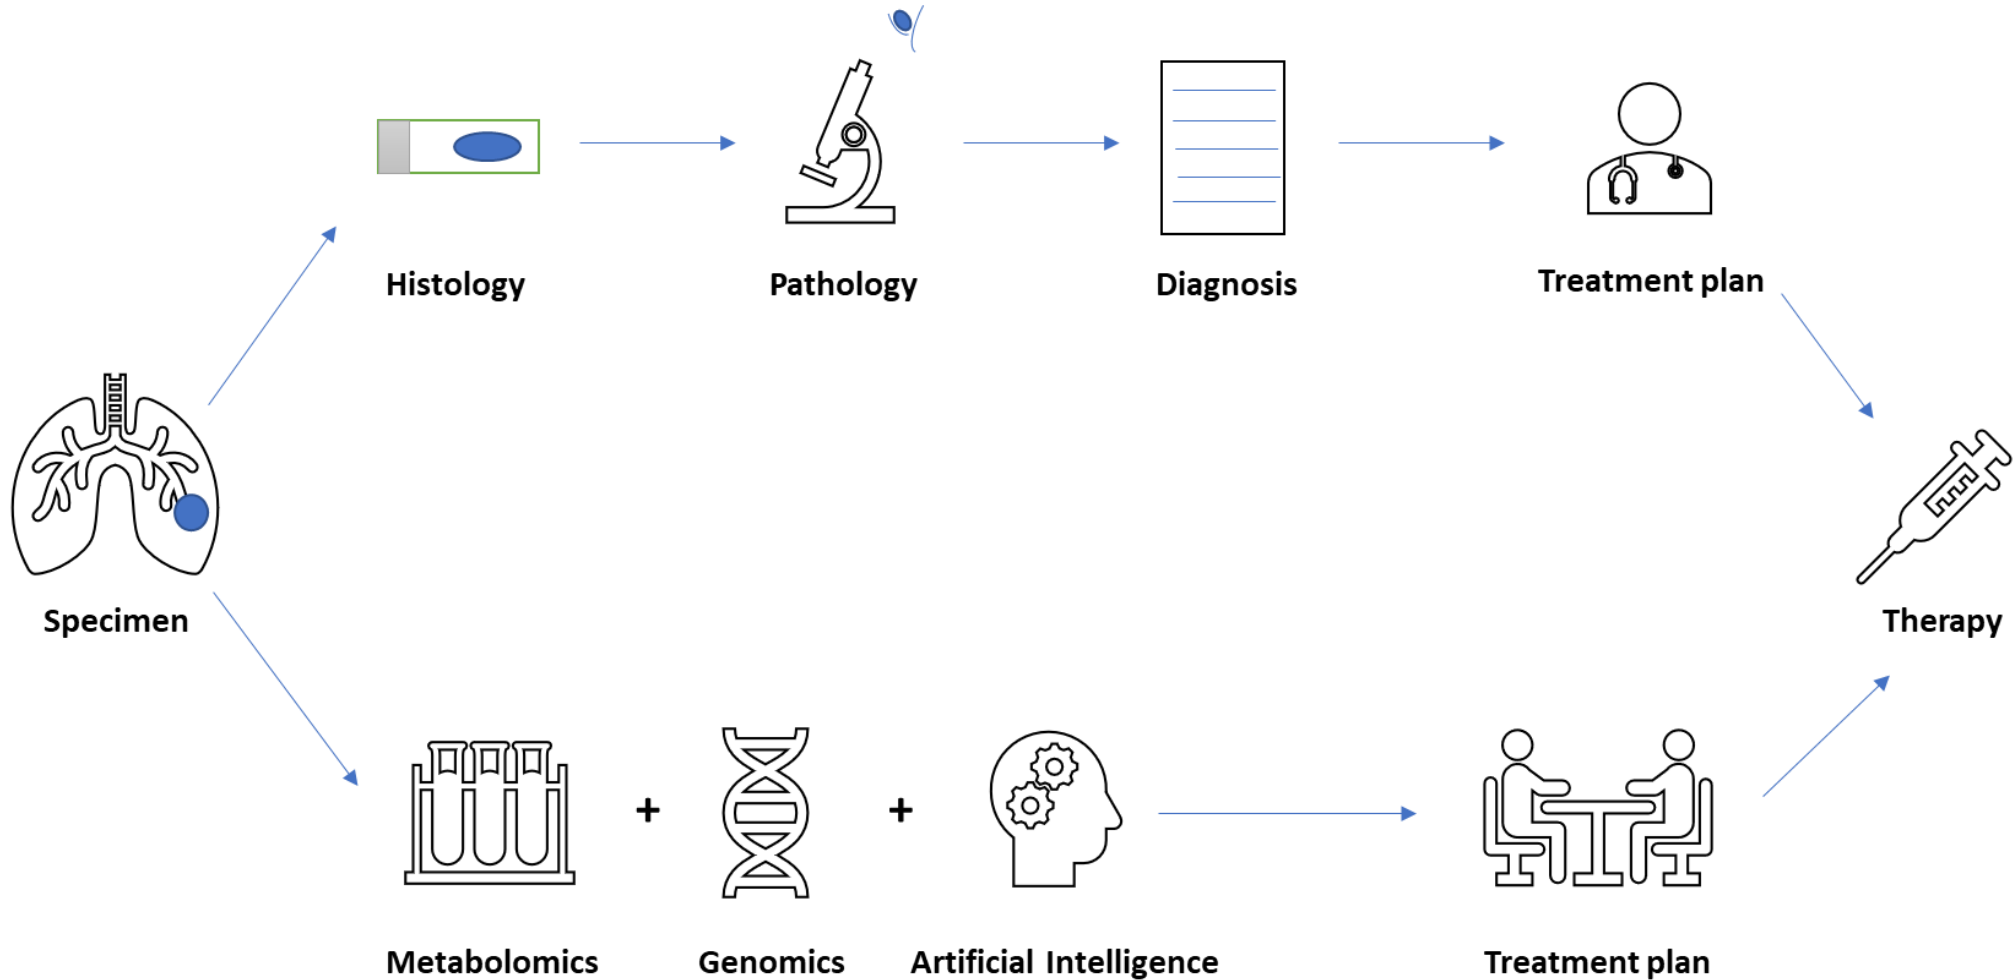 Histology
Pathology
Diagnosis
Treatment plan
Specimen
Therapy
+
+
Metabolomics
Genomics
Artificial Intelligence
Treatment plan